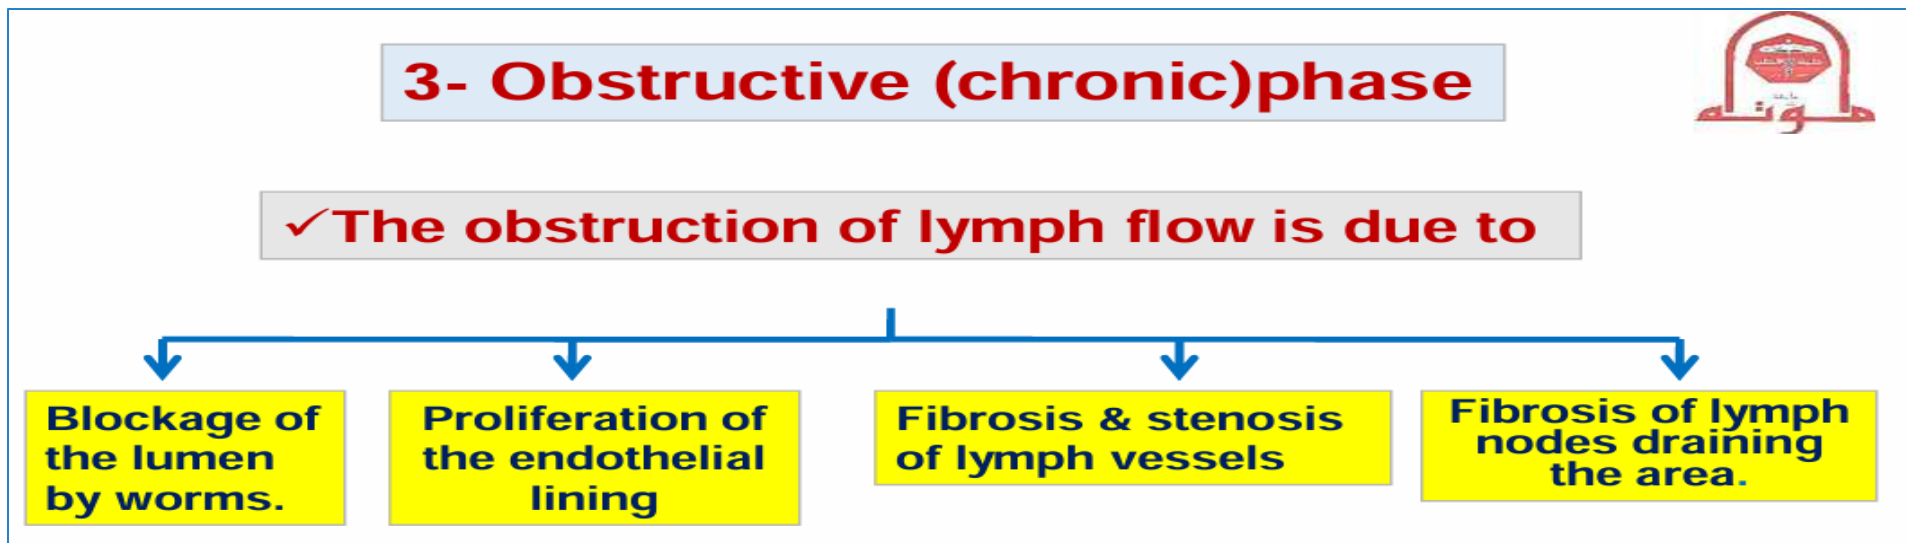 3- Obstructive (chronic)phase
مؤتة
✓The obstruction of lymph flow is due to
Blockage of
the lumen
by worms.
Proliferation of
the endothelial
lining
Fibrosis & stenosis
of lymph vessels
Fibrosis of lymph
nodes draining
the area.